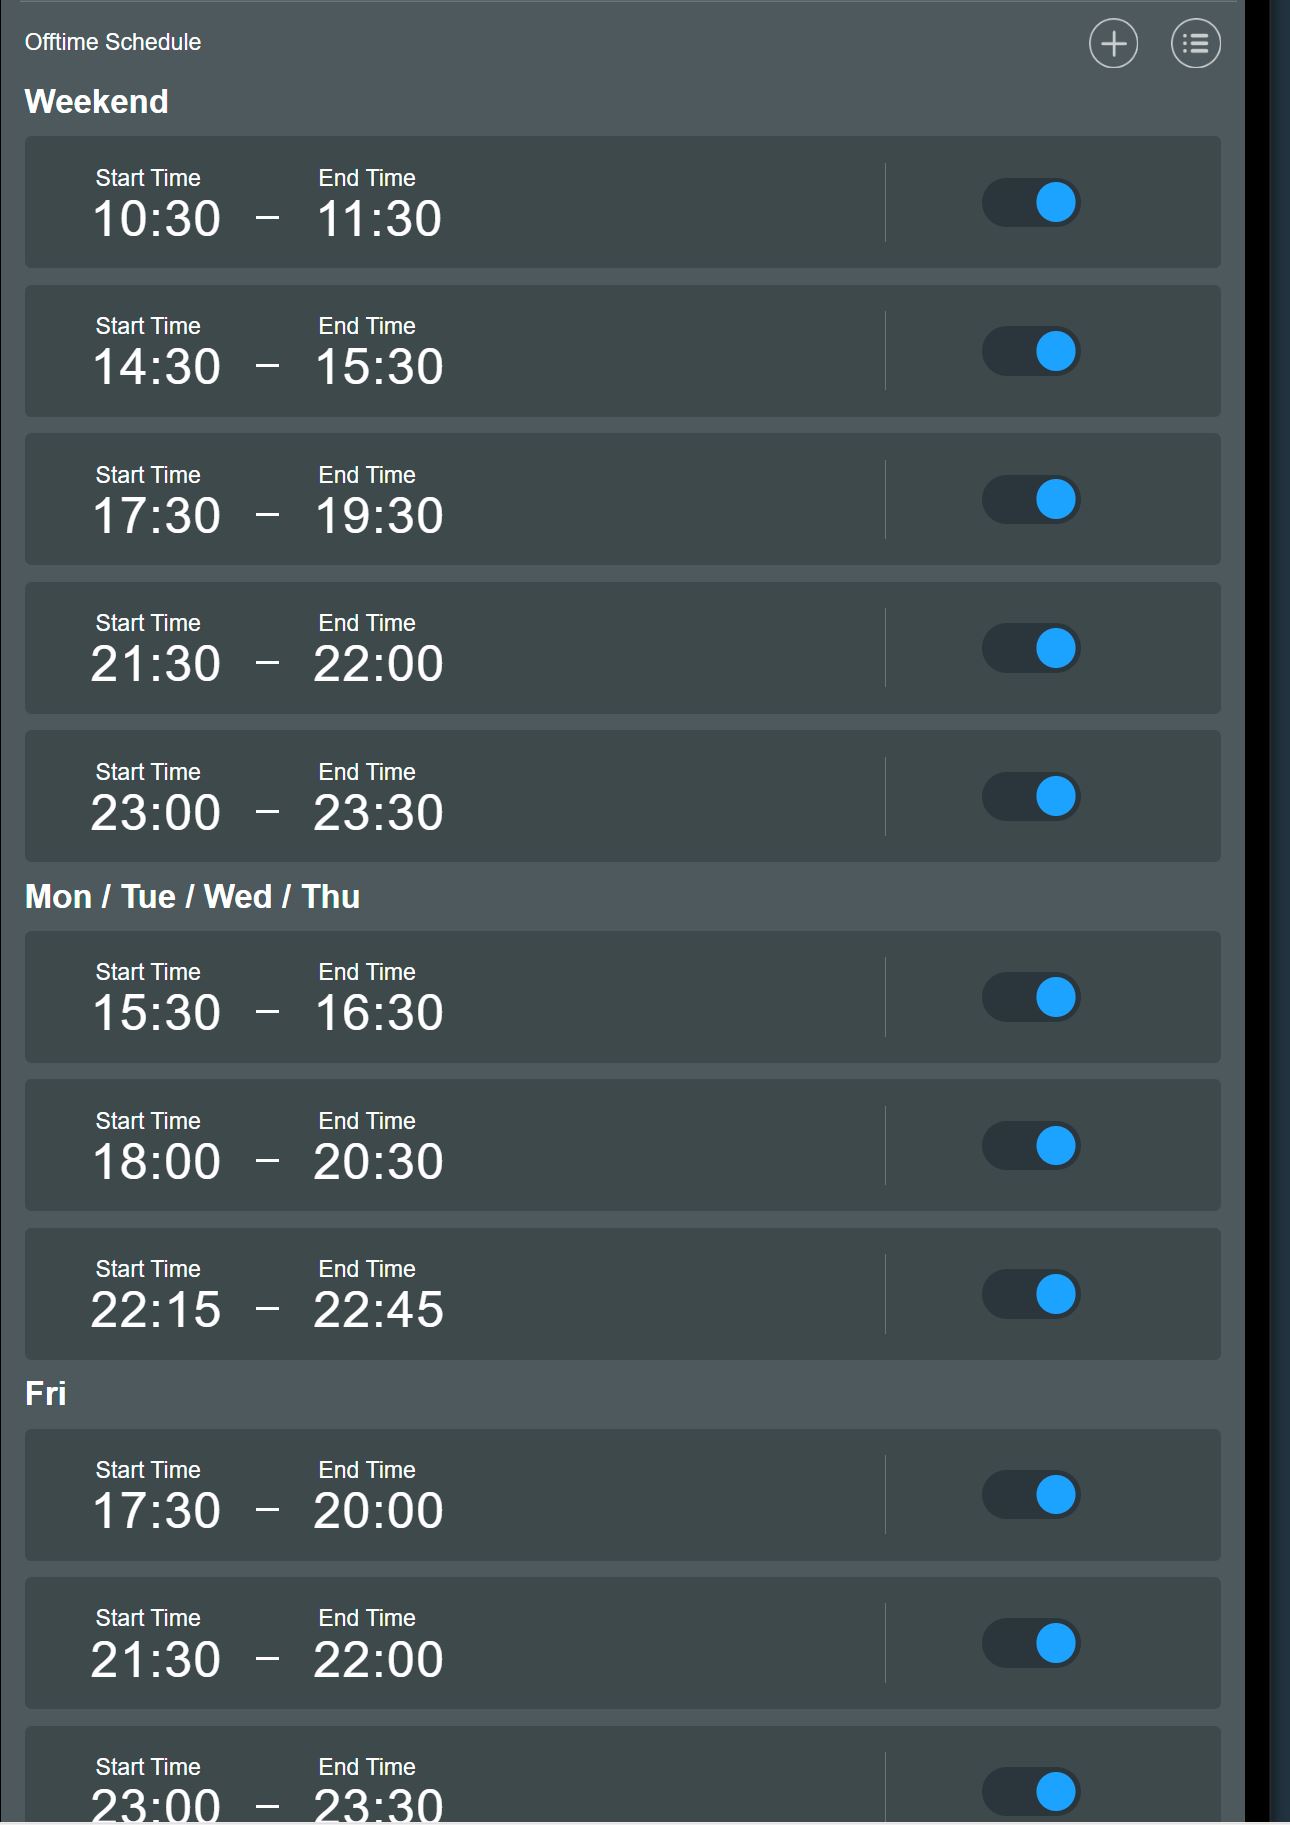 Offtime Schedule
Weekend
Start Time End Time
10:30 – 11:30
Start Time End Time
14:30 – 15:30
Start Time End Time
17:30 – 19:30
Start Time End Time
21:30 – 22:00
Start Time End Time
23:00 – 23:30
Mon / Tue / Wed / Thu
Start Time End Time
15:30 – 16:30
Start Time End Time
18:00 – 20:30
Start Time End Time
22:15 – 22:45
Fri
Start Time End Time
17:30 – 20:00
Start Time End Time
21:30 – 22:00
Start Time End Time
23:00 – 23:30